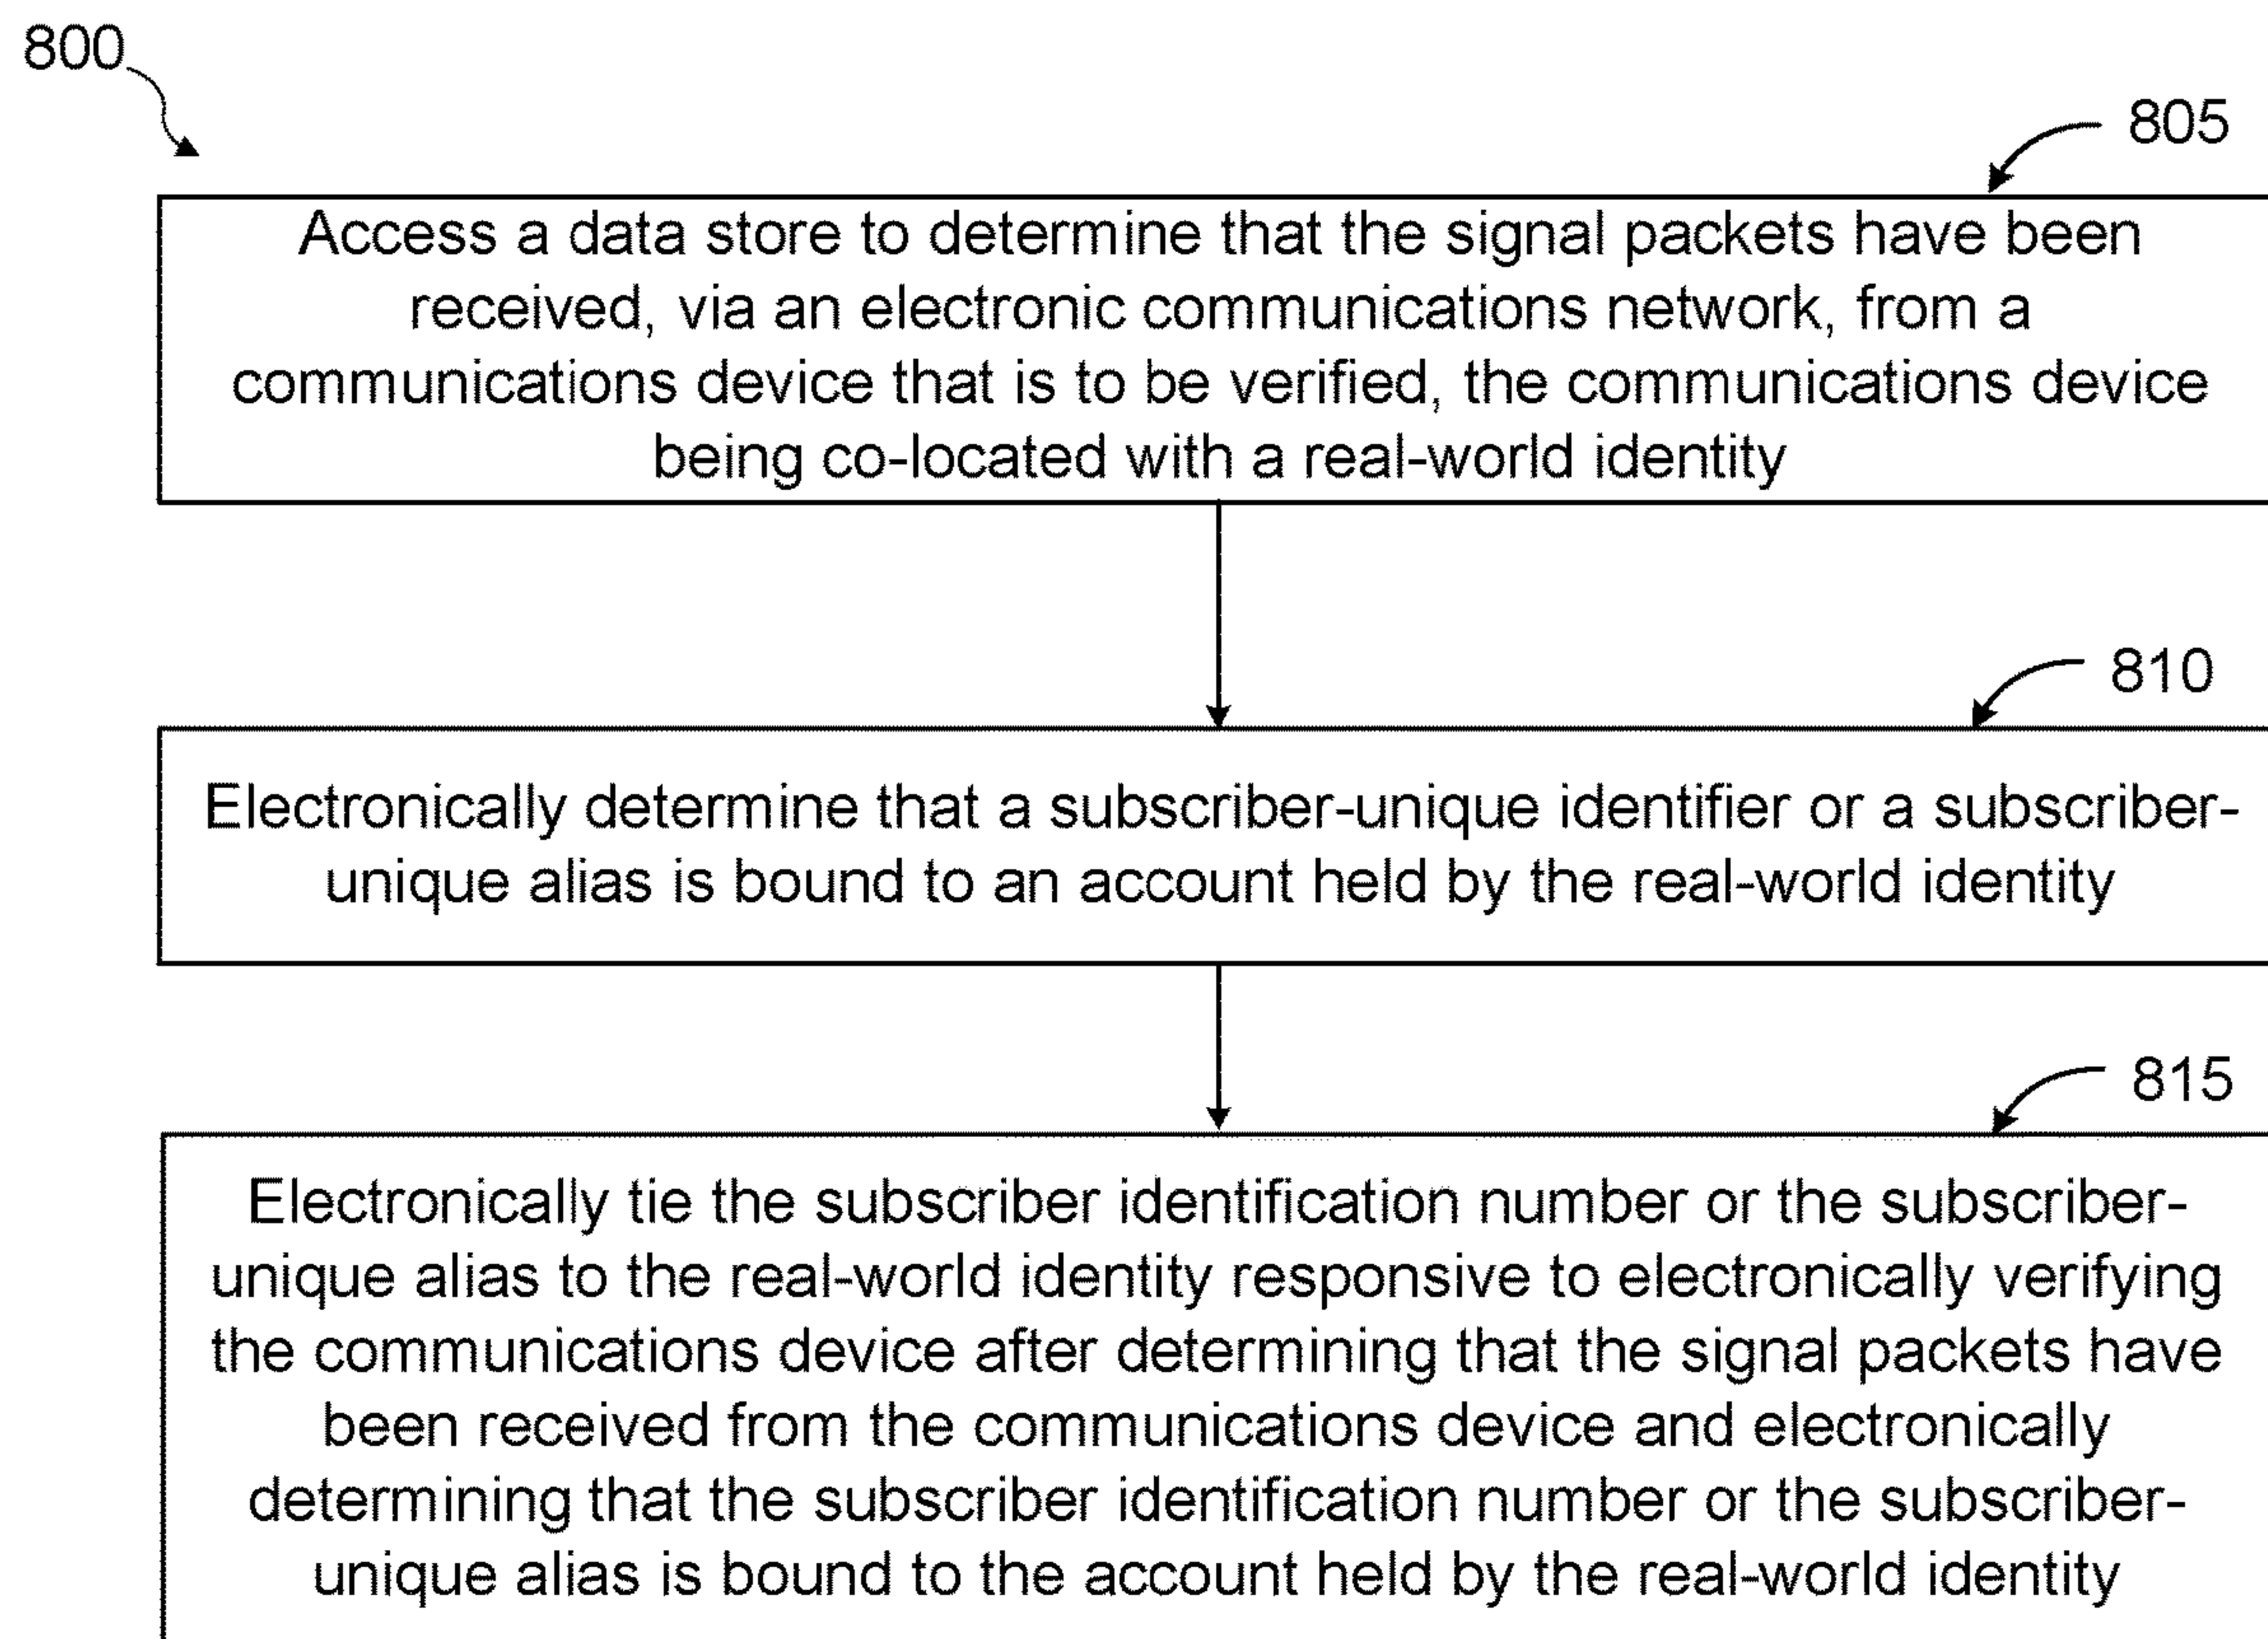 800
805
Access a data store to determine that the signal packets have been
received, via an electronic communications network, from a
communications device that is to be verified, the communications device
being co-located with a real-world identity
810
Electronically determine that a subscriber-unique identifier or a subscriber-
unique alias is bound to an account held by the real-world identity
815
Electronically tie the subscriber identification number or the subscriber-
unique alias to the real-world identity responsive to electronically verifying
the communications device after determining that the signal packets have
been received from the communications device and electronically
determining that the subscriber identification number or the subscriber-
unique alias is bound to the account held by the real-world identity